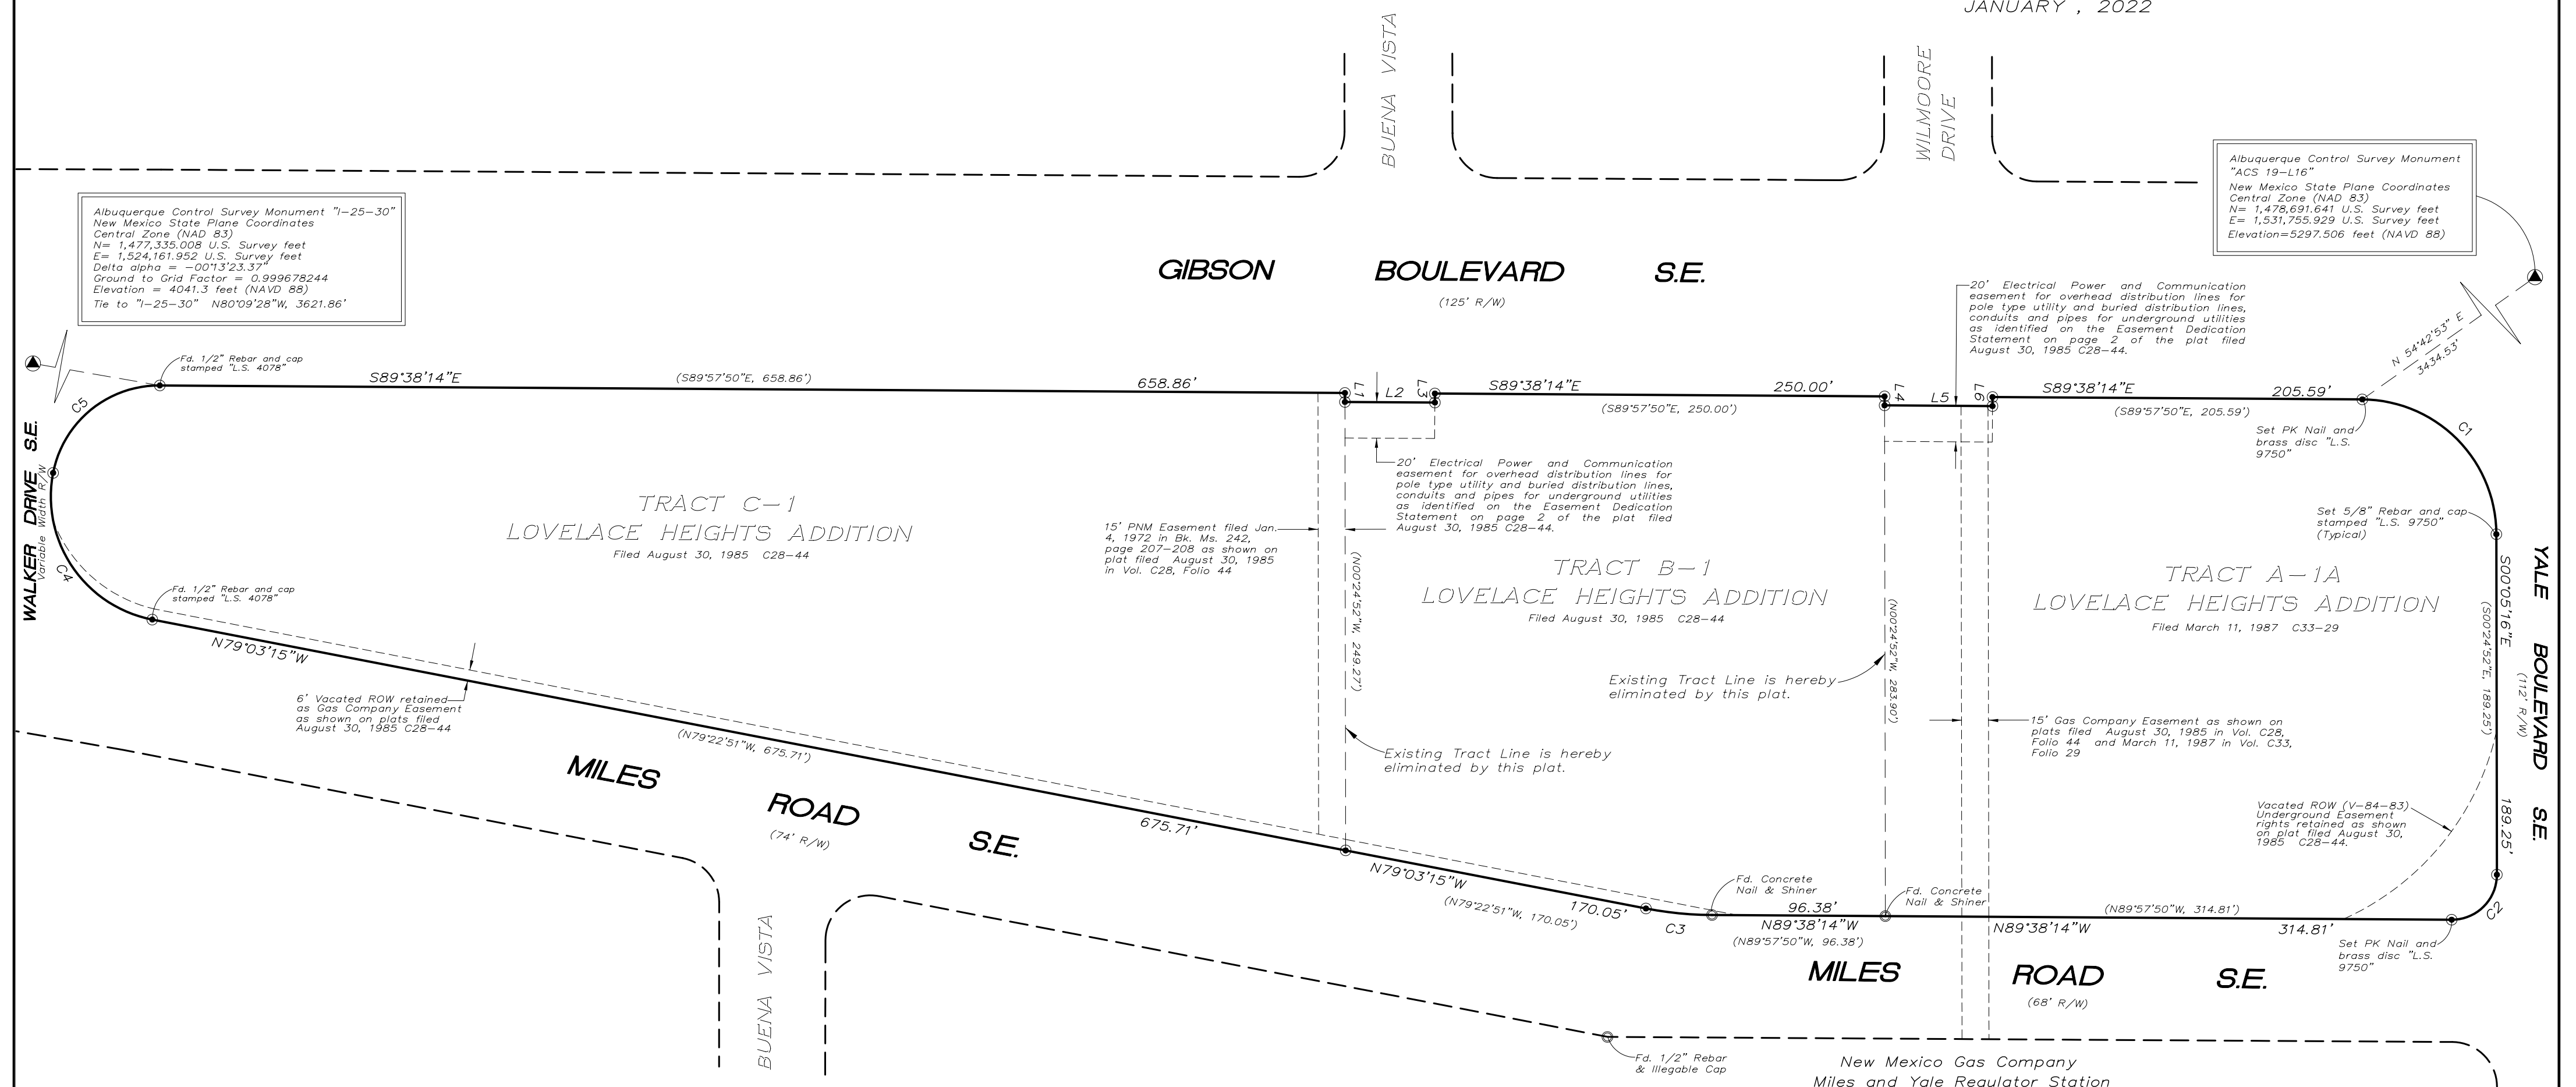 JANUARY , 2022
BUENA VISTA
WILMOORE
DRIVE
Albuquerque Control Survey Monument "I-25-30"
New Mexico State Plane Coordinates
Central Zone (NAD 83)
N= 1,477,335.008 U.S. Survey feet
E= 1,524,161.952 U.S. Survey feet
Delta alpha = -00°13'23.37"
Ground to Grid Factor = 0.999678244
Elevation = 4041.3 feet (NAVD 88)
Tie to "I-25-30" N80°09'28"W, 3621.86'
Albuquerque Control Survey Monument
"ACS 19-L16"
New Mexico State Plane Coordinates
Central Zone (NAD 83)
N= 1,478,691.641 U.S. Survey feet
E= 1,531,755.929 U.S. Survey feet
Elevation=5297.506 feet (NAVD 88)
GIBSON BOULEVARD S.E.
(125' R/W)
20' Electrical Power and Communication
easement for overhead distribution lines for
pole type utility and buried distribution lines,
conduits and pipes for underground utilities
as identified on the Easement Dedication
Statement on page 2 of the plat filed
August 30, 1985 C28-44.
N 54°42'53" E
3434.53'
Fd. 1/2" Rebar and cap
stamped "L.S. 4078"
S89°38'14"E
(S89°57'50"E, 658.86')
658.86'
L1
L2
L3
S89°38'14"E
250.00'
(S89°57'50"E, 250.00')
L4
L5
L6
S89°38'14"E
205.59'
(S89°57'50"E, 205.59')
C5
C1
Set PK Nail and
brass disc "L.S.
9750"
WALKER DRIVE S.E.
Variable Width R/W
C4
TRACT C-1
LOVELACE HEIGHTS ADDITION
Filed August 30, 1985 C28-44
15' PNM Easement filed Jan.
4, 1972 in Bk. Ms. 242,
page 207-208 as shown on
plat filed August 30, 1985
in Vol. C28, Folio 44
20' Electrical Power and Communication
easement for overhead distribution lines for
pole type utility and buried distribution lines,
conduits and pipes for underground utilities
as identified on the Easement Dedication
Statement on page 2 of the plat filed
August 30, 1985 C28-44.
(N00°24'52"W, 249.27')
TRACT B-1
LOVELACE HEIGHTS ADDITION
Filed August 30, 1985 C28-44
(N00°24'52"W, 283.90')
Set 5/8" Rebar and cap
stamped "L.S. 9750"
(Typical)
TRACT A-1A
LOVELACE HEIGHTS ADDITION
Filed March 11, 1987 C33-29
S00°05'16"E
(S00°24'52"E, 189.25')
189.25'
YALE BOULEVARD S.E.
(112' R/W)
Fd. 1/2" Rebar and cap
stamped "L.S. 4078"
N79°03'15"W
6' Vacated ROW retained
as Gas Company Easement
as shown on plats filed
August 30, 1985 C28-44
(N79°22'51"W, 675.71')
675.71'
Existing Tract Line is hereby
eliminated by this plat.
Existing Tract Line is hereby
eliminated by this plat.
15' Gas Company Easement as shown on
plats filed August 30, 1985 in Vol. C28,
Folio 44 and March 11, 1987 in Vol. C33,
Folio 29
Vacated ROW (V-84-83)
Underground Easement
rights retained as shown
on plat filed August 30,
1985 C28-44.
MILES ROAD S.E.
(74' R/W)
N79°03'15"W
170.05'
(N79°22'51"W, 170.05')
Fd. Concrete
Nail & Shiner
C3
96.38'
N89°38'14"W
(N89°57'50"W, 96.38')
Fd. Concrete
Nail & Shiner
(N89°57'50"W, 314.81')
N89°38'14"W
314.81'
C2
Set PK Nail and
brass disc "L.S.
9750"
BUENA VISTA
MILES ROAD S.E.
(68' R/W)
Fd. 1/2" Rebar
& Illegable Cap
New Mexico Gas Company
Miles and Yale Regulator Station